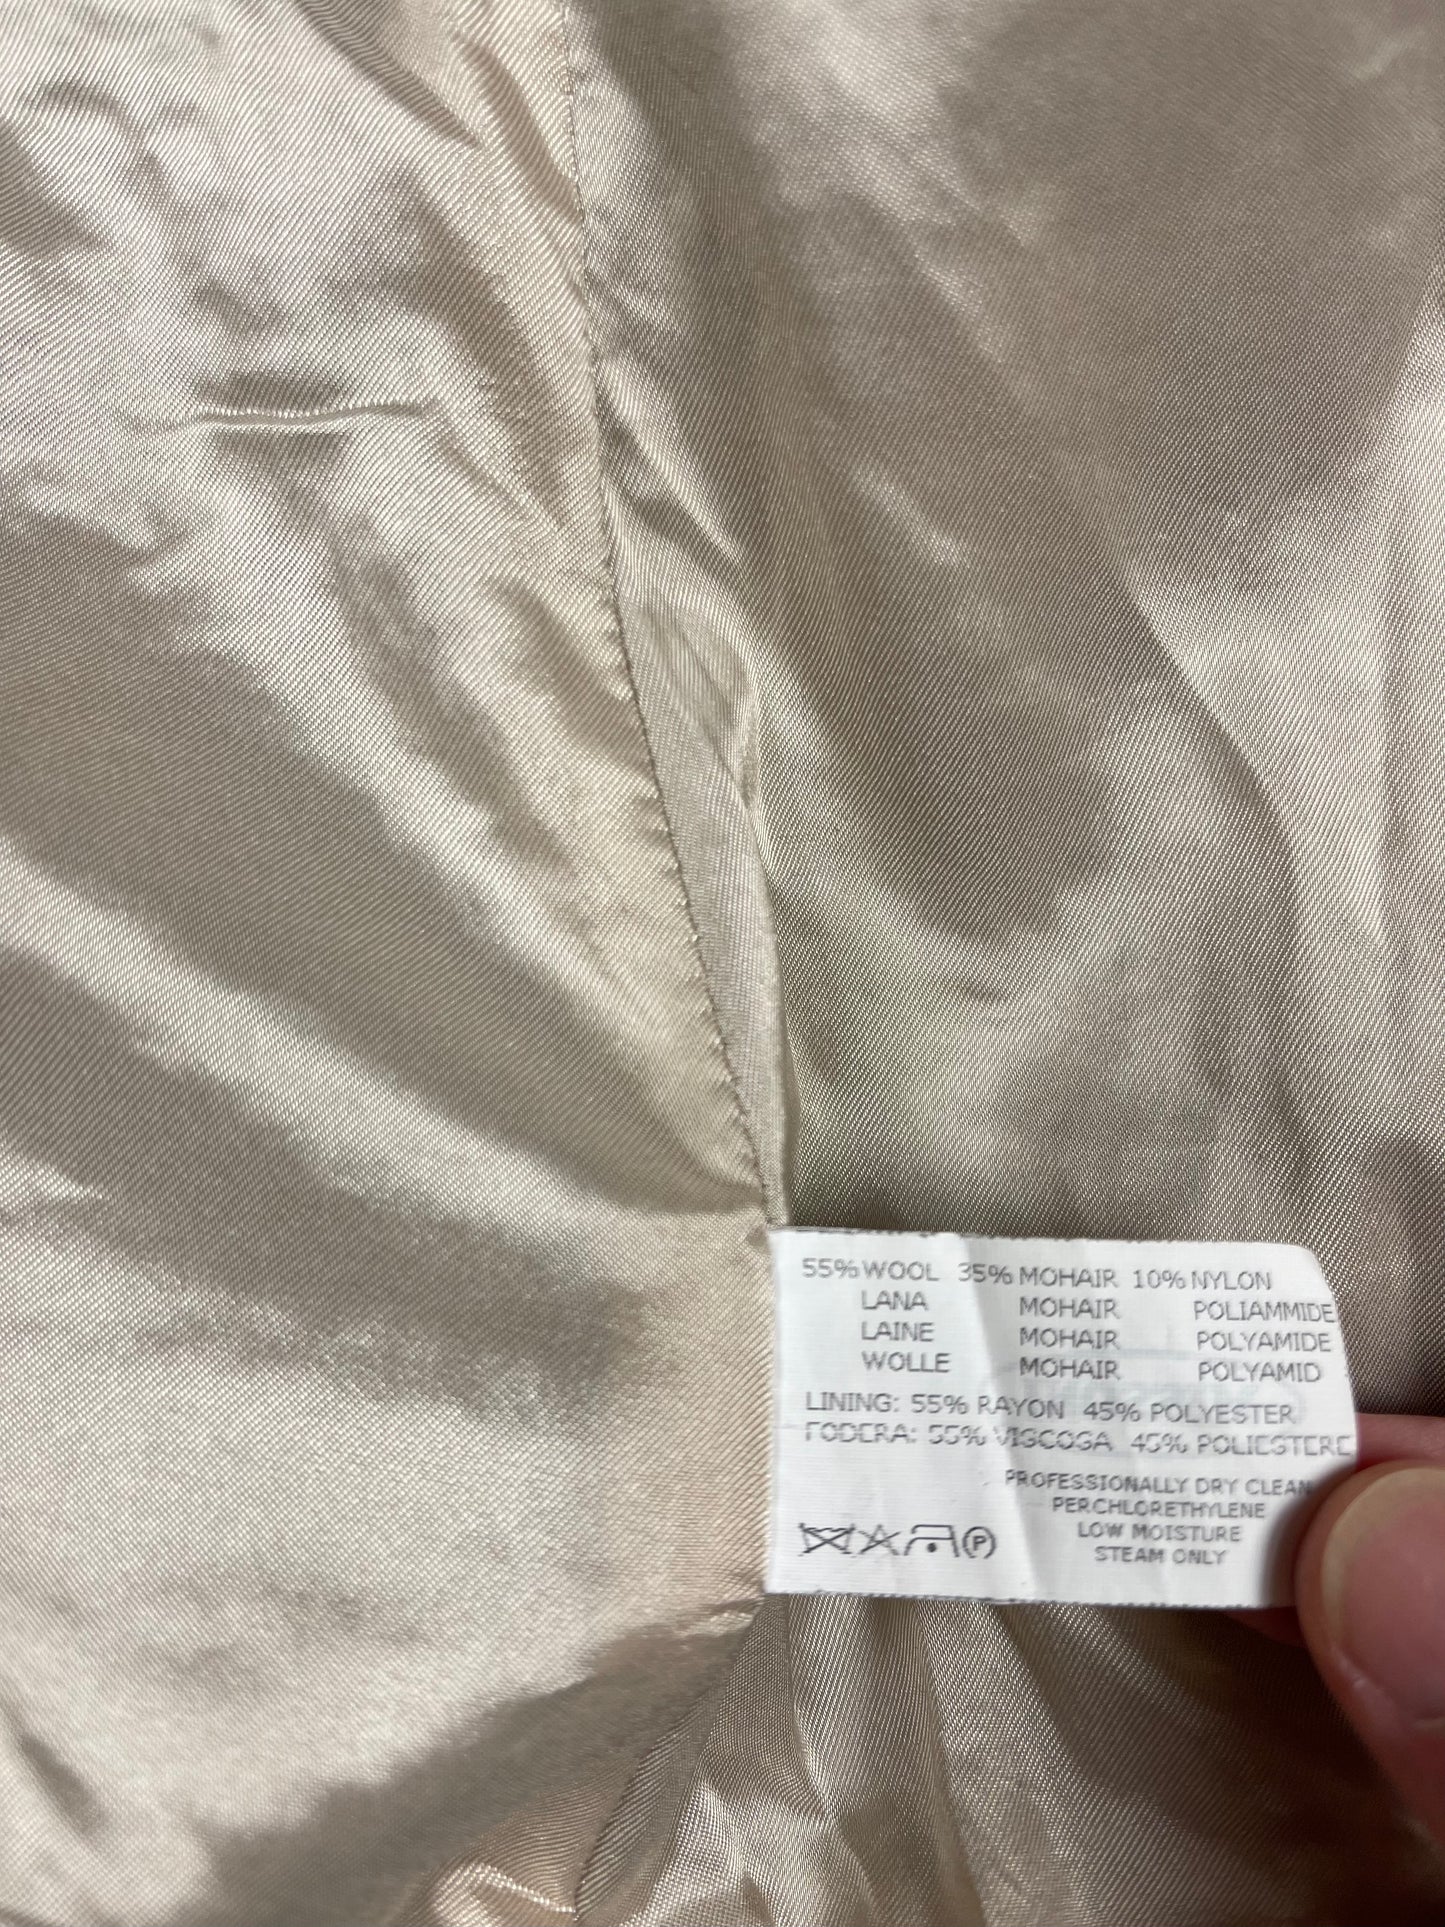 55% WOOL 35% MOHAIR 10% NYLON
LANA MOHAIR POLIAMMIDE
LAINE MOHAIR POLYAMIDE
WOLLE MOHAIR POLYAMID
LINING: 55% RAYON 45% POLYESTER
FODERA: 55% VISCOSA 45% POLIESTERE
PROFESSIONALLY DRY CLEAN
PERCHLORETHYLENE
LOW MOISTURE
STEAM ONLY
P